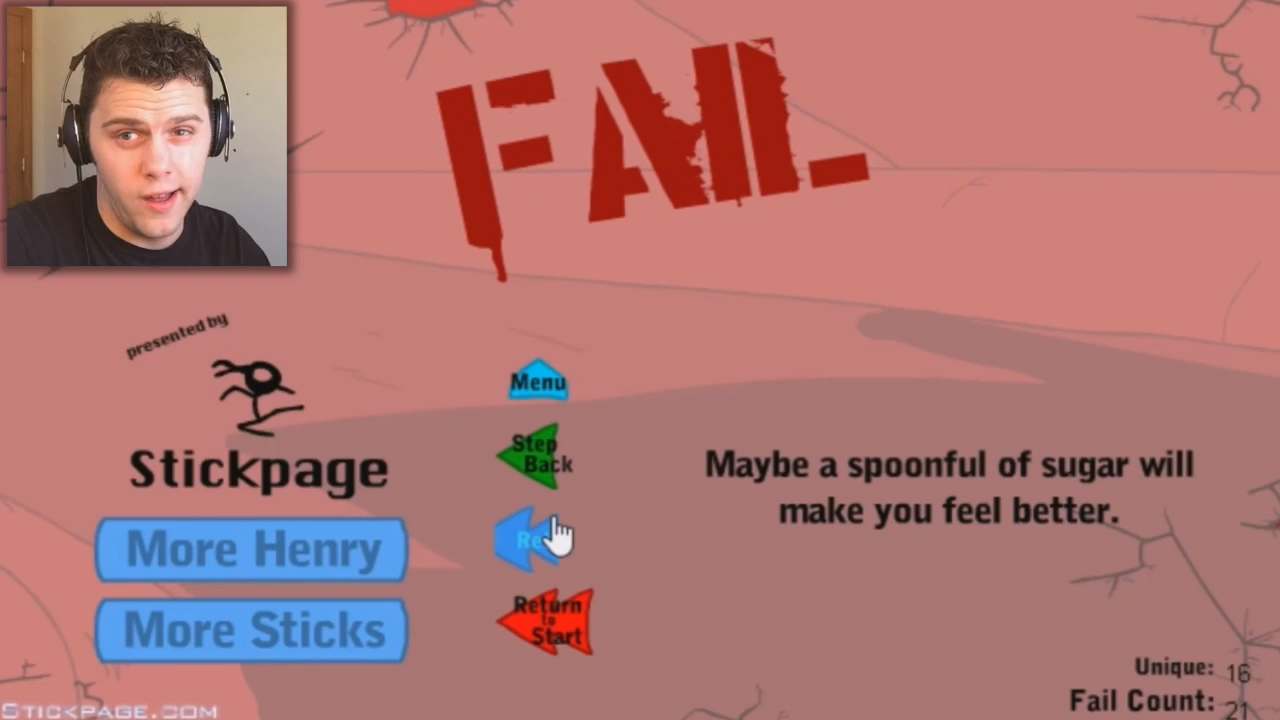 FAIL
presented by
Stickpage
More Henry
More Sticks
Menu
Step
Back
Re
Return
to
Start
Maybe a spoonful of sugar will
make you feel better.
Unique: 16
Fail Count: 21
STICKPAGE.COM